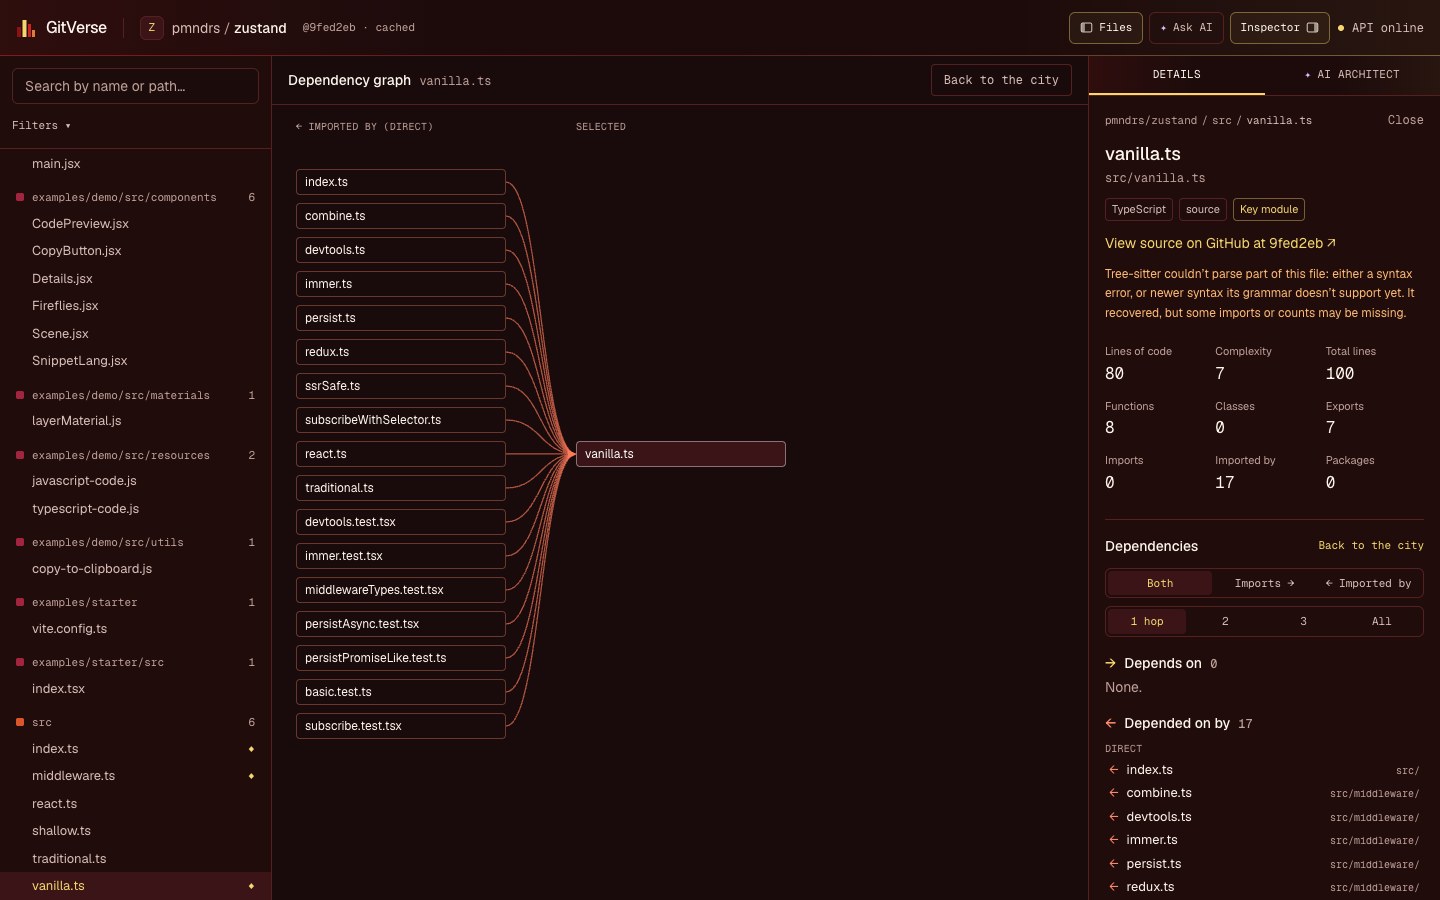 GitVerse
Z
pmndrs / zustand
@9fed2eb · cached
Files
✦ Ask AI
Inspector
API online
Search by name or path…
Filters ▾
main.jsx
examples/demo/src/components 6
CodePreview.jsx
CopyButton.jsx
Details.jsx
Fireflies.jsx
Scene.jsx
SnippetLang.jsx
examples/demo/src/materials 1
layerMaterial.js
examples/demo/src/resources 2
javascript-code.js
typescript-code.js
examples/demo/src/utils 1
copy-to-clipboard.js
examples/starter 1
vite.config.ts
examples/starter/src 1
index.tsx
src 6
index.ts ♦
middleware.ts ♦
react.ts
shallow.ts
traditional.ts
vanilla.ts ♦
Dependency graph vanilla.ts
Back to the city
← IMPORTED BY (DIRECT)
SELECTED
index.ts
combine.ts
devtools.ts
immer.ts
persist.ts
redux.ts
ssrSafe.ts
subscribeWithSelector.ts
react.ts
traditional.ts
devtools.test.tsx
immer.test.tsx
middlewareTypes.test.tsx
persistAsync.test.tsx
persistPromiseLike.test.ts
basic.test.ts
subscribe.test.tsx
vanilla.ts
DETAILS
✦ AI ARCHITECT
pmndrs/zustand / src / vanilla.ts
Close
vanilla.ts
src/vanilla.ts
TypeScript
source
Key module
View source on GitHub at 9fed2eb ↗
Tree-sitter couldn’t parse part of this file: either a syntax
error, or newer syntax its grammar doesn’t support yet. It
recovered, but some imports or counts may be missing.
Lines of code Complexity Total lines
80 7 100
Functions Classes Exports
8 0 7
Imports Imported by Packages
0 17 0
Dependencies
Back to the city
Both Imports → ← Imported by
1 hop 2 3 All
→ Depends on 0
None.
← Depended on by 17
DIRECT
← index.ts src/
← combine.ts src/middleware/
← devtools.ts src/middleware/
← immer.ts src/middleware/
← persist.ts src/middleware/
← redux.ts src/middleware/